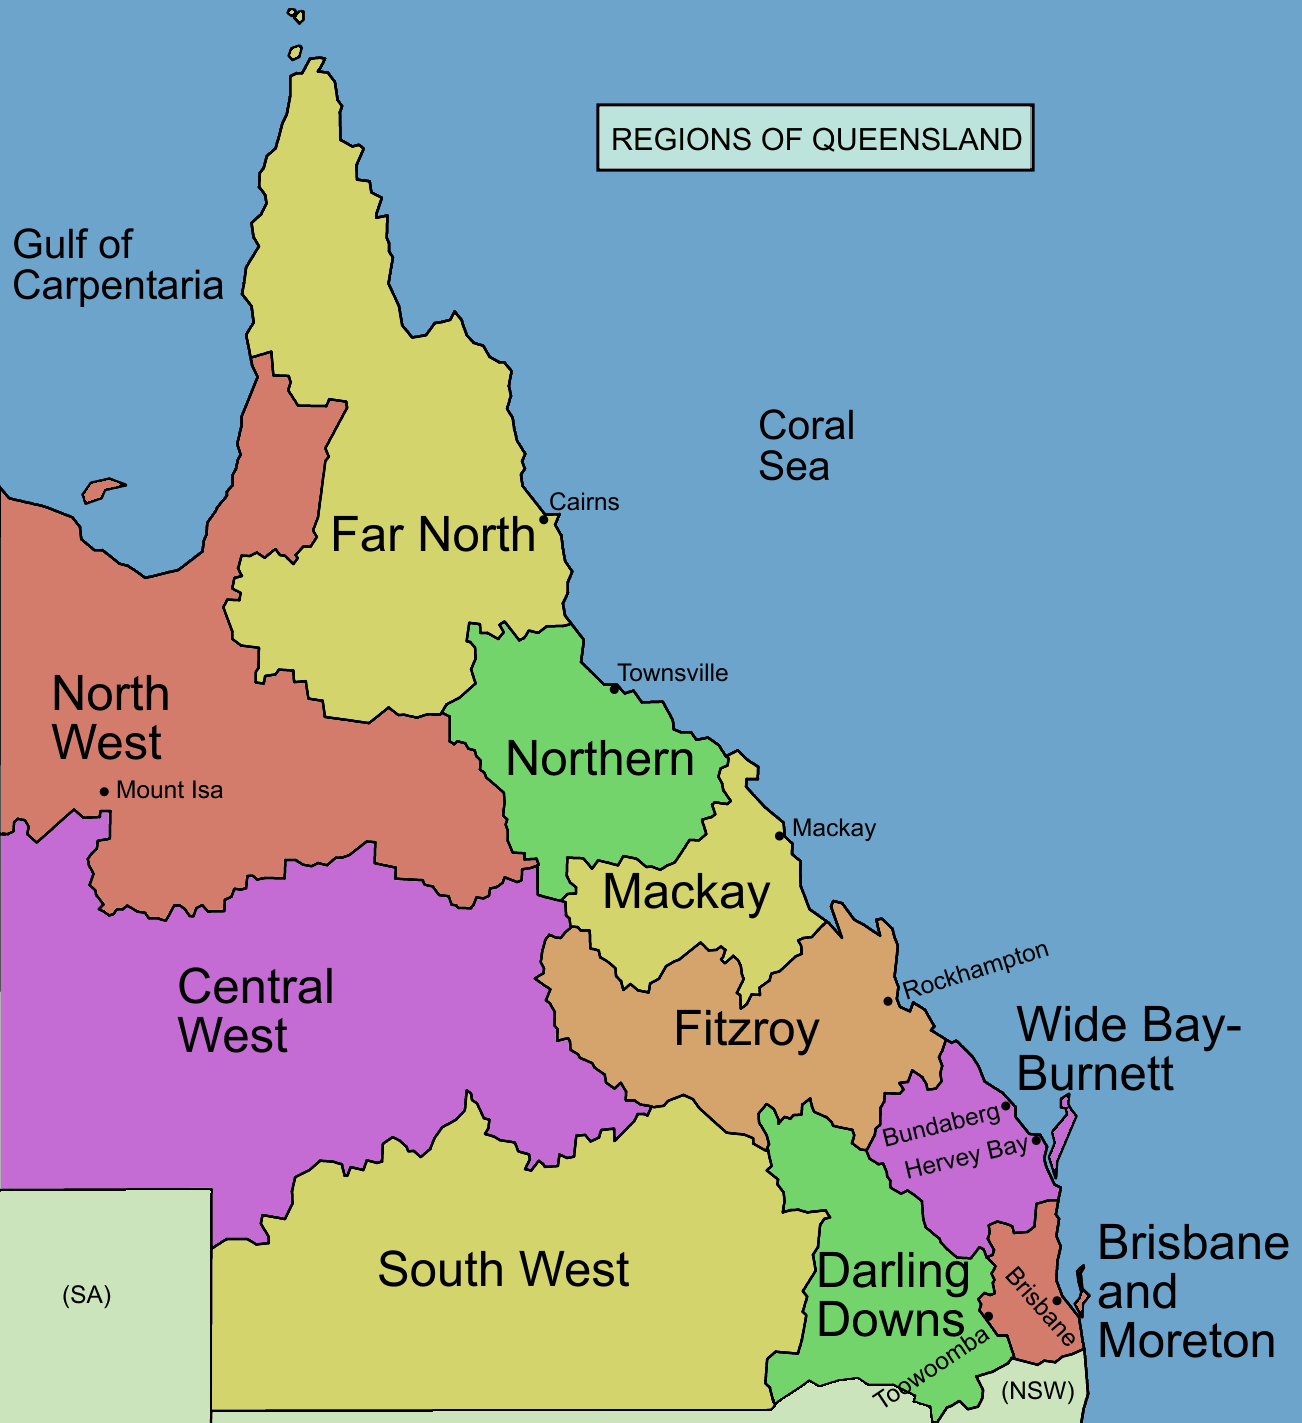 REGIONS OF QUEENSLAND
Gulf of
Carpentaria
Coral
Sea
Cairns
Far North
Townsville
North
West
Northern
Mount Isa
Mackay
Mackay
Central
West
Rockhampton
Fitzroy
Wide Bay-
Burnett
Bundaberg
Hervey Bay
Brisbane
and
Moreton
South West
Darling
Downs
Brisbane
Toowoomba
(SA)
(NSW)